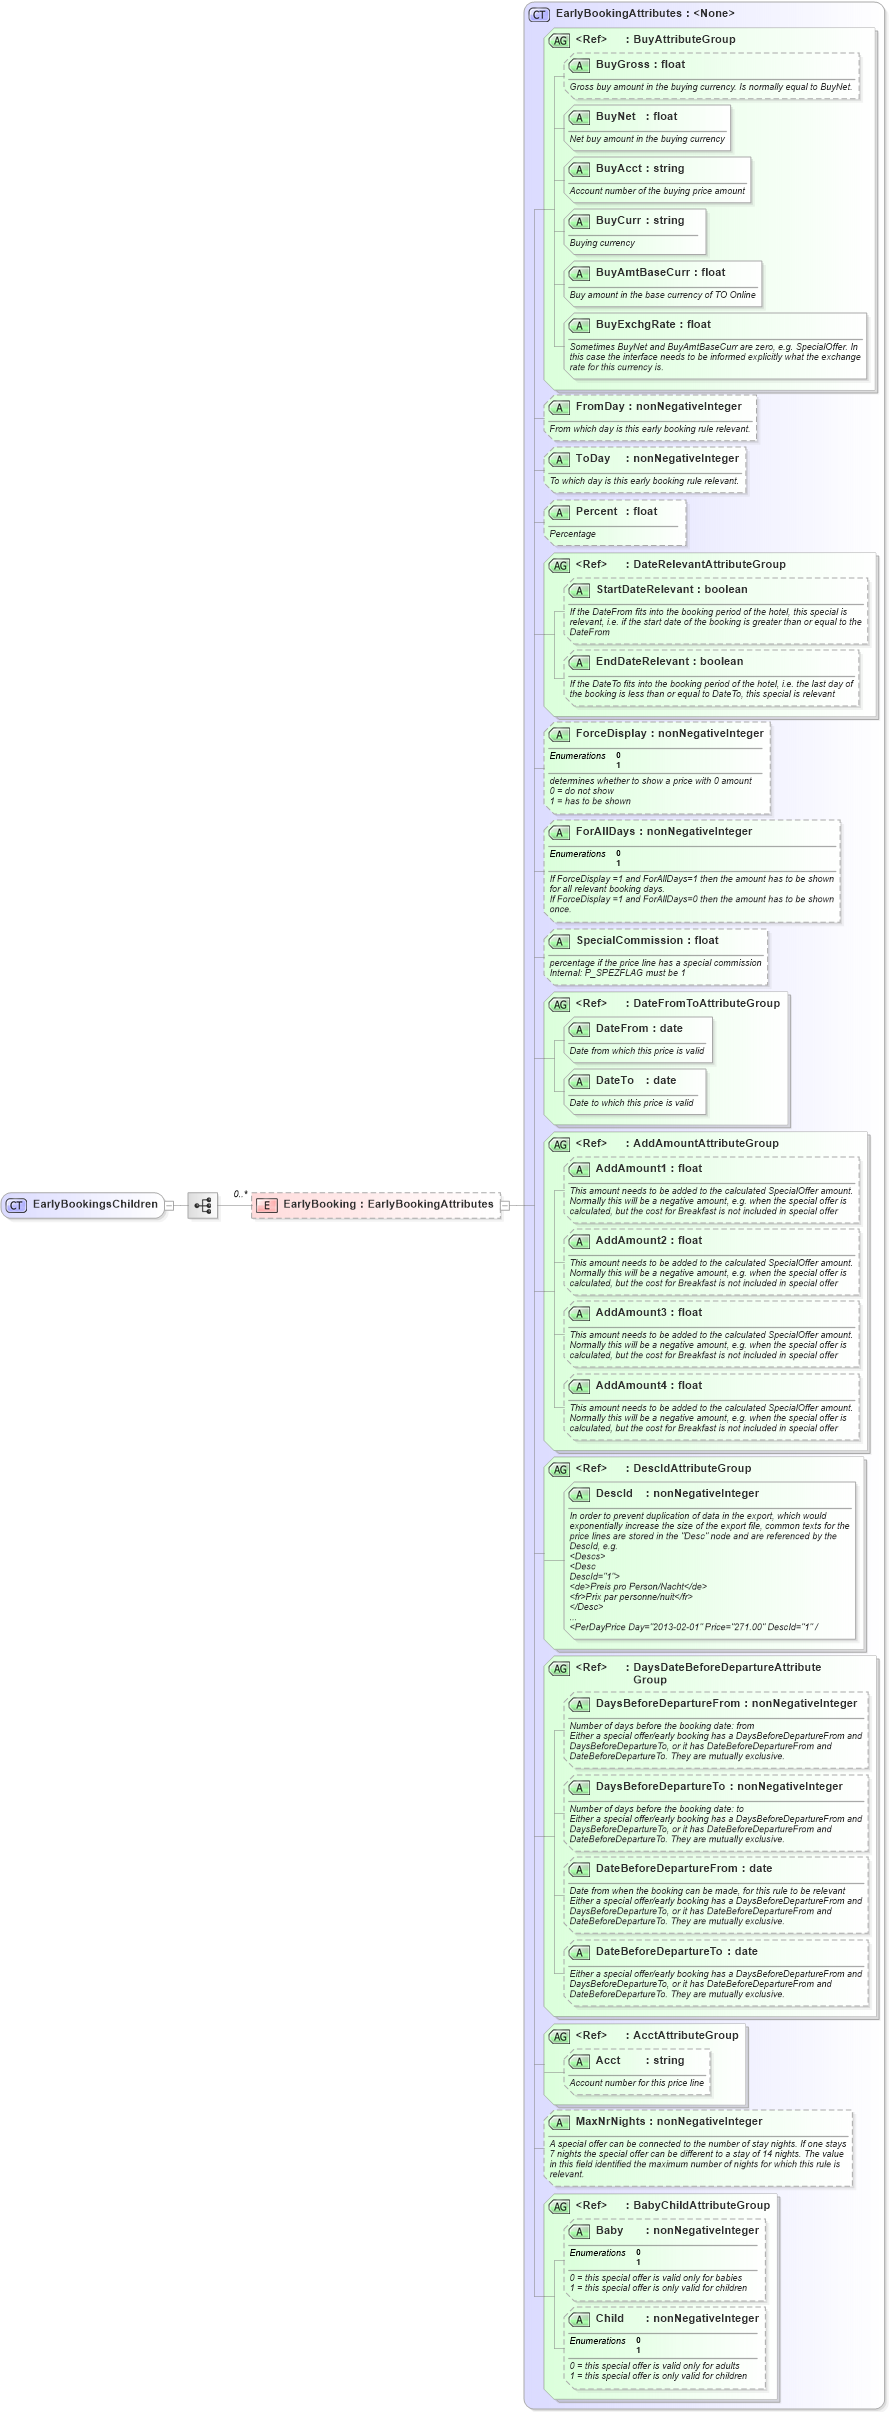 CT EarlyBookingAttributes : <None>
AG <Ref> : BuyAttributeGroup
A BuyGross : float
Gross buy amount in the buying currency. Is normally equal to BuyNet.
A BuyNet : float
Net buy amount in the buying currency
A BuyAcct : string
Account number of the buying price amount
A BuyCurr : string
Buying currency
A BuyAmtBaseCurr : float
Buy amount in the base currency of TO Online
A BuyExchgRate : float
Sometimes BuyNet and BuyAmtBaseCurr are zero, e.g. SpecialOffer. In
this case the interface needs to be informed explicitly what the exchange
rate for this currency is.
A FromDay : nonNegativeInteger
From which day is this early booking rule relevant.
A ToDay : nonNegativeInteger
To which day is this early booking rule relevant.
A Percent : float
Percentage
AG <Ref> : DateRelevantAttributeGroup
A StartDateRelevant : boolean
If the DateFrom fits into the booking period of the hotel, this special is
relevant, i.e. if the start date of the booking is greater than or equal to the
DateFrom
A EndDateRelevant : boolean
If the DateTo fits into the booking period of the hotel, i.e. the last day of
the booking is less than or equal to DateTo, this special is relevant
A ForceDisplay : nonNegativeInteger
Enumerations 0
1
determines whether to show a price with 0 amount
0 = do not show
1 = has to be shown
A ForAllDays : nonNegativeInteger
Enumerations 0
1
If ForceDisplay =1 and ForAllDays=1 then the amount has to be shown
for all relevant booking days.
If ForceDisplay =1 and ForAllDays=0 then the amount has to be shown
once.
A SpecialCommission : float
percentage if the price line has a special commission
Internal: P_SPEZFLAG must be 1
AG <Ref> : DateFromToAttributeGroup
A DateFrom : date
Date from which this price is valid
A DateTo : date
Date to which this price is valid
AG <Ref> : AddAmountAttributeGroup
A AddAmount1 : float
This amount needs to be added to the calculated SpecialOffer amount.
Normally this will be a negative amount, e.g. when the special offer is
calculated, but the cost for Breakfast is not included in special offer
CT EarlyBookingsChildren
0..*
E EarlyBooking : EarlyBookingAttributes
A AddAmount2 : float
This amount needs to be added to the calculated SpecialOffer amount.
Normally this will be a negative amount, e.g. when the special offer is
calculated, but the cost for Breakfast is not included in special offer
A AddAmount3 : float
This amount needs to be added to the calculated SpecialOffer amount.
Normally this will be a negative amount, e.g. when the special offer is
calculated, but the cost for Breakfast is not included in special offer
A AddAmount4 : float
This amount needs to be added to the calculated SpecialOffer amount.
Normally this will be a negative amount, e.g. when the special offer is
calculated, but the cost for Breakfast is not included in special offer
AG <Ref> : DescIdAttributeGroup
A DescId : nonNegativeInteger
In order to prevent duplication of data in the export, which would
exponentially increase the size of the export file, common texts for the
price lines are stored in the "Desc" node and are referenced by the
DescId, e.g.
<Descs>
<Desc
DescId="1">
<de>Preis pro Person/Nacht</de>
<fr>Prix par personne/nuit</fr>
</Desc>
...
<PerDayPrice Day="2013-02-01" Price="271.00" DescId="1" /
AG <Ref> : DaysDateBeforeDepartureAttribute
Group
A DaysBeforeDepartureFrom : nonNegativeInteger
Number of days before the booking date: from
Either a special offer/early booking has a DaysBeforeDepartureFrom and
DaysBeforeDepartureTo, or it has DateBeforeDepartureFrom and
DateBeforeDepartureTo. They are mutually exclusive.
A DaysBeforeDepartureTo : nonNegativeInteger
Number of days before the booking date: to
Either a special offer/early booking has a DaysBeforeDepartureFrom and
DaysBeforeDepartureTo, or it has DateBeforeDepartureFrom and
DateBeforeDepartureTo. They are mutually exclusive.
A DateBeforeDepartureFrom : date
Date from when the booking can be made, for this rule to be relevant
Either a special offer/early booking has a DaysBeforeDepartureFrom and
DaysBeforeDepartureTo, or it has DateBeforeDepartureFrom and
DateBeforeDepartureTo. They are mutually exclusive.
A DateBeforeDepartureTo : date
Either a special offer/early booking has a DaysBeforeDepartureFrom and
DaysBeforeDepartureTo, or it has DateBeforeDepartureFrom and
DateBeforeDepartureTo. They are mutually exclusive.
AG <Ref> : AcctAttributeGroup
A Acct : string
Account number for this price line
A MaxNrNights : nonNegativeInteger
A special offer can be connected to the number of stay nights. If one stays
7 nights the special offer can be different to a stay of 14 nights. The value
in this field identified the maximum number of nights for which this rule is
relevant.
AG <Ref> : BabyChildAttributeGroup
A Baby : nonNegativeInteger
Enumerations 0
1
0 = this special offer is valid only for babies
1 = this special offer is only valid for children
A Child : nonNegativeInteger
Enumerations 0
1
0 = this special offer is valid only for adults
1 = this special offer is only valid for children